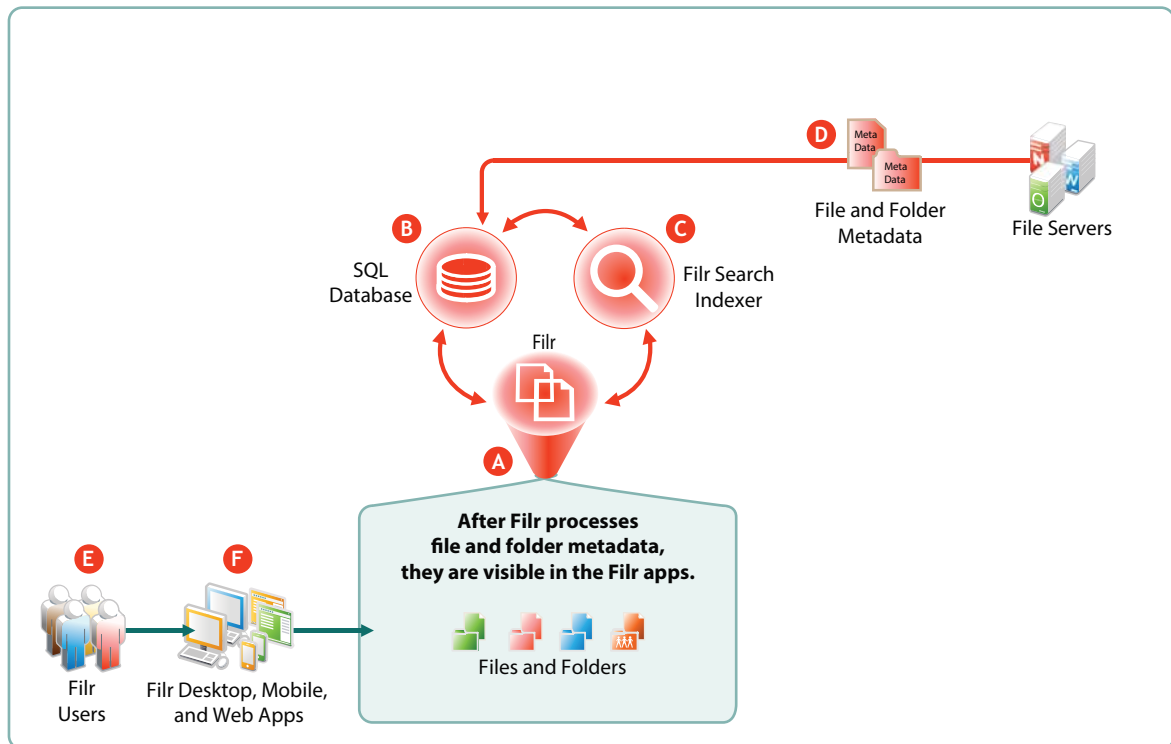 D
Meta
Data
Meta
Data
N
W
O
File and Folder
Metadata
File Servers
B
C
SQL
Database
Filr Search
Indexer
Filr
A
After Filr processes
file and folder metadata,
they are visible in the Filr apps.
E
F
Files and Folders
Filr
Users
Filr Desktop, Mobile,
and Web Apps